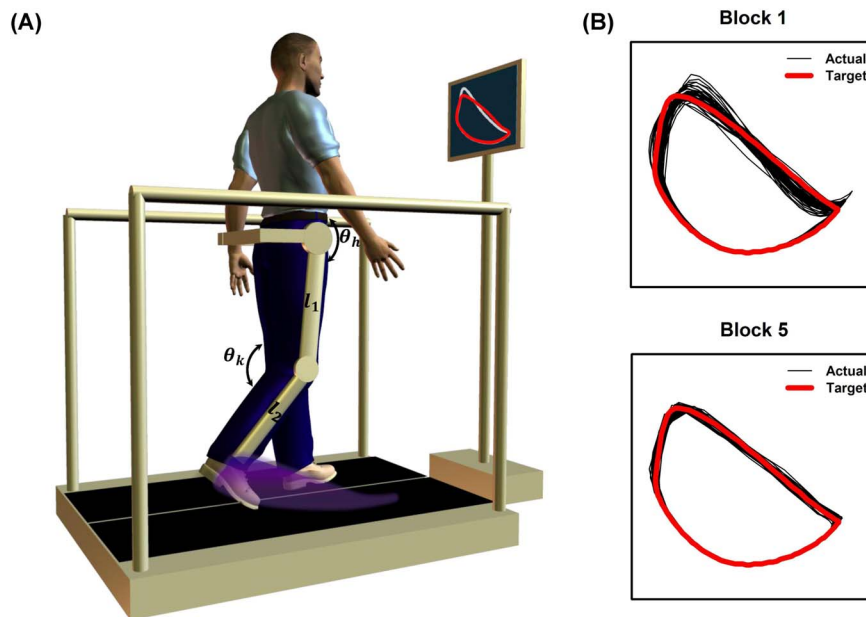 (A)
θh
l1
θk
l2
(B)
Block 1
Actual
Target
Block 5
Actual
Target